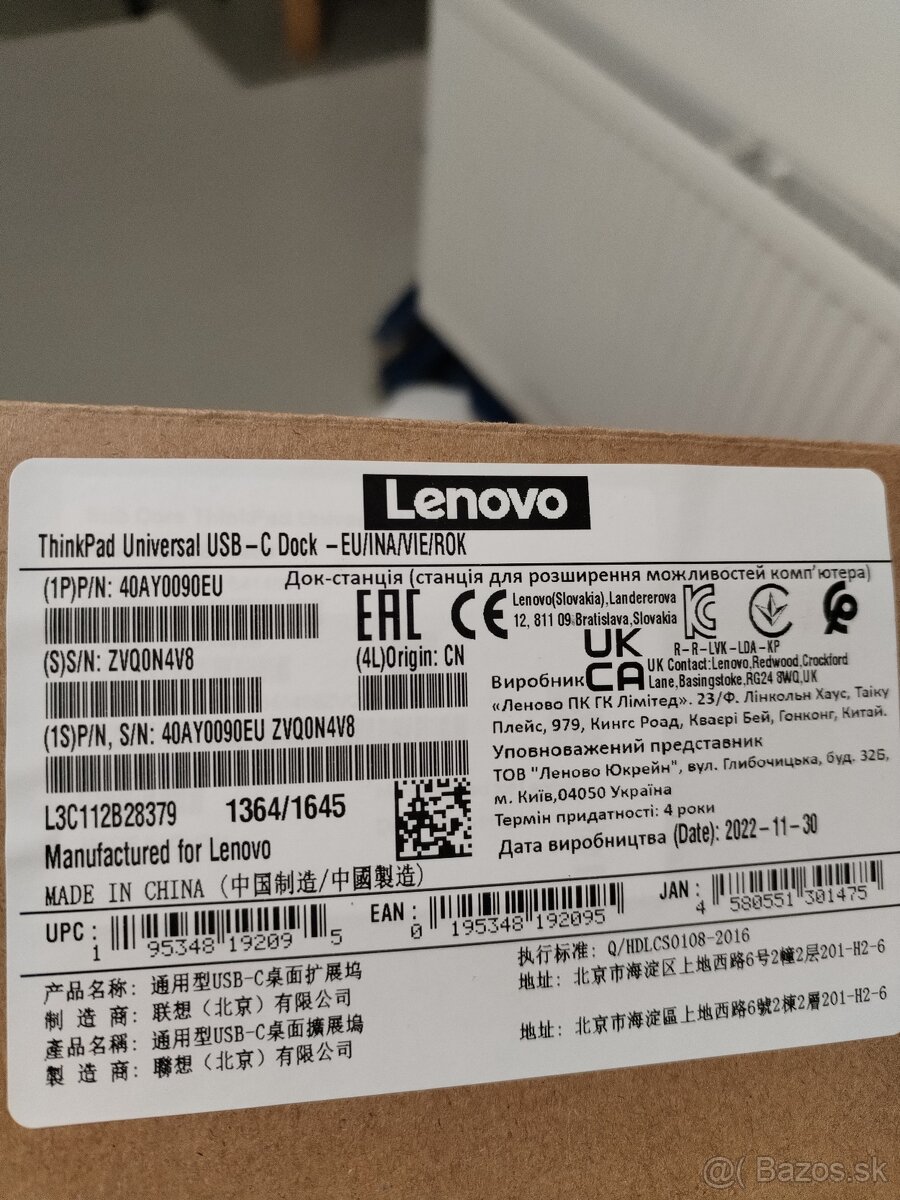 Lenovo
ThinkPad Universal USB-C Dock -EU/INA/VIE/ROK
(1P)P/N: 40AY0090EU
Док-станція (станція для розширення можливостей комп'ютера)
EAC CE
Lenovo(Slovakia),Landererova
12, 811 09 Bratislava,Slovakia
(S)S/N: ZVQ0N4V8
(4L)Origin: CN
UK
CA
R-R-LVK-LDA-KP
UK Contact:Lenovo,Redwood,Crockford
Lane,Basingstoke,RG24 8WQ,UK
Виробник
«Леново ПК ГК Лімітед». 23/Ф. Лінкольн Хаус, Таіку
Плейс, 979, Кингс Роад, Кваєрі Бей, Гонконг, Китай.
(1S)P/N, S/N: 40AY0090EU ZVQ0N4V8
Уповноважений представник
ТОВ "Леново Юкрейн", вул. Глибочицька, буд. 32Б,
м. Київ,04050 Україна
Термін придатності: 4 роки
Дата виробництва (Date): 2022-11-30
L3C112B28379 1364/1645
Manufactured for Lenovo
MADE IN CHINA (中国制造/中國製造)
UPC: 1 95348 19209 5
EAN: 0 195348 192095
JAN: 4 580551 301475
产品名称: 通用型USB-C桌面扩展坞
制 造 商: 联想（北京）有限公司
產品名稱: 通用型USB-C桌面擴展塢
製 造 商: 聯想（北京）有限公司
执行标准: Q/HDLCS0108-2016
地址: 北京市海淀区上地西路6号2幢2层201-H2-6
地址: 北京市海淀區上地西路6號2棟2層201-H2-6
@( Bazos.sk